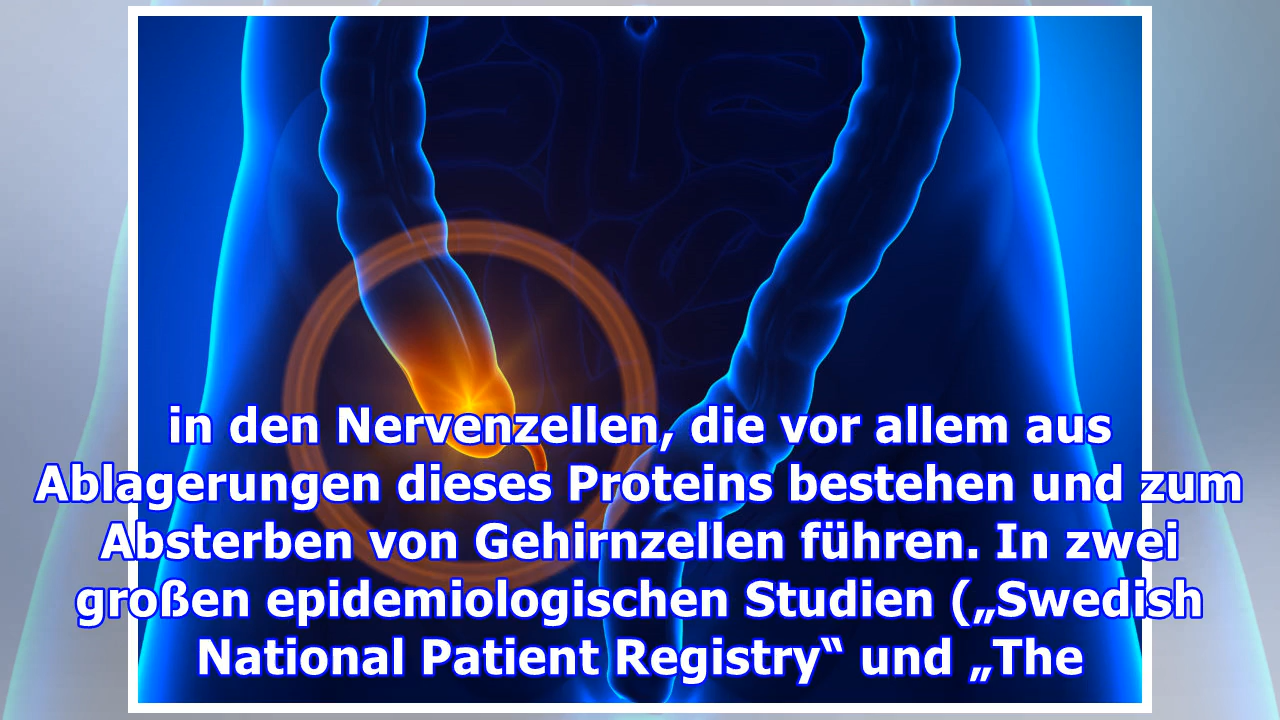 in den Nervenzellen, die vor allem aus
Ablagerungen dieses Proteins bestehen und zum
Absterben von Gehirnzellen führen. In zwei
großen epidemiologischen Studien („Swedish
National Patient Registry“ und „The